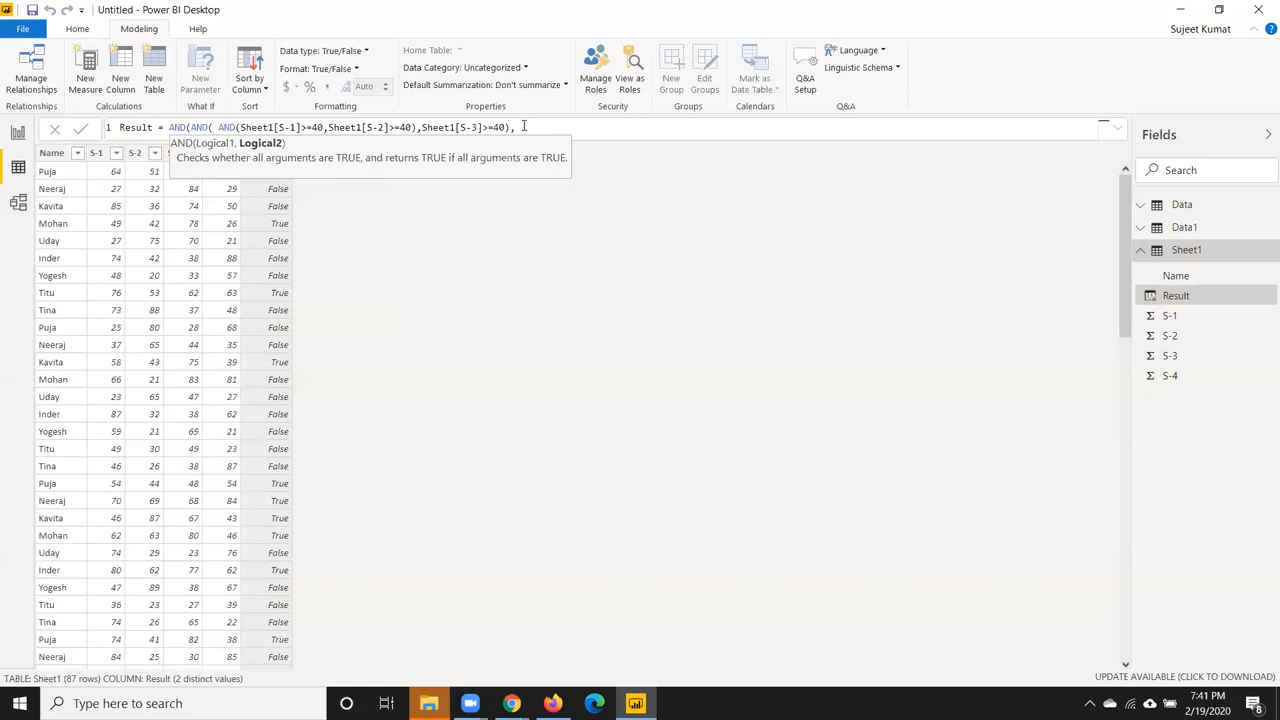 Untitled - Power BI Desktop
File Home Modeling Help Sujeet Kumat
Manage Relationships
New Measure
New Column
New Table
New Parameter
Sort by Column
Data type: True/False
Format: True/False
$ % Auto
Home Table:
Data Category: Uncategorized
Default Summarization: Don't summarize
Manage Roles
View as Roles
New Group
Edit Groups
Mark as Date Table
Q&A Setup
Language
Linguistic Schema
Relationships Calculations What If Sort Formatting Properties Security Groups Calendars Q&A
1 Result = AND(AND( AND(Sheet1[S-1]>=40,Sheet1[S-2]>=40),Sheet1[S-3]>=40),
AND(Logical1, Logical2)
Checks whether all arguments are TRUE, and returns TRUE if all arguments are TRUE.
Name S-1 S-2
Puja 64 51
Neeraj 27 32 84 29 False
Kavita 85 36 74 50 False
Mohan 49 42 78 26 True
Uday 27 75 70 21 False
Inder 74 42 38 88 False
Yogesh 48 20 33 57 False
Titu 76 53 62 63 True
Tina 73 88 37 48 False
Puja 25 80 28 68 False
Neeraj 37 65 44 35 False
Kavita 58 43 75 39 True
Mohan 66 21 83 81 False
Uday 23 65 47 27 False
Inder 87 32 38 62 False
Yogesh 59 21 69 21 False
Titu 49 30 49 23 False
Tina 46 26 38 87 False
Puja 54 44 48 54 True
Neeraj 70 69 68 84 True
Kavita 46 87 67 43 True
Mohan 62 63 80 46 True
Uday 74 29 23 76 False
Inder 80 62 77 62 True
Yogesh 47 89 38 67 False
Titu 36 23 27 39 False
Tina 74 26 65 22 False
Puja 74 41 82 38 True
Neeraj 84 25 30 85 False
Fields
Search
Data
Data1
Sheet1
Name
Result
Σ S-1
Σ S-2
Σ S-3
Σ S-4
TABLE: Sheet1 (87 rows) COLUMN: Result (2 distinct values)
UPDATE AVAILABLE (CLICK TO DOWNLOAD)
Type here to search
7:41 PM
2/19/2020
8